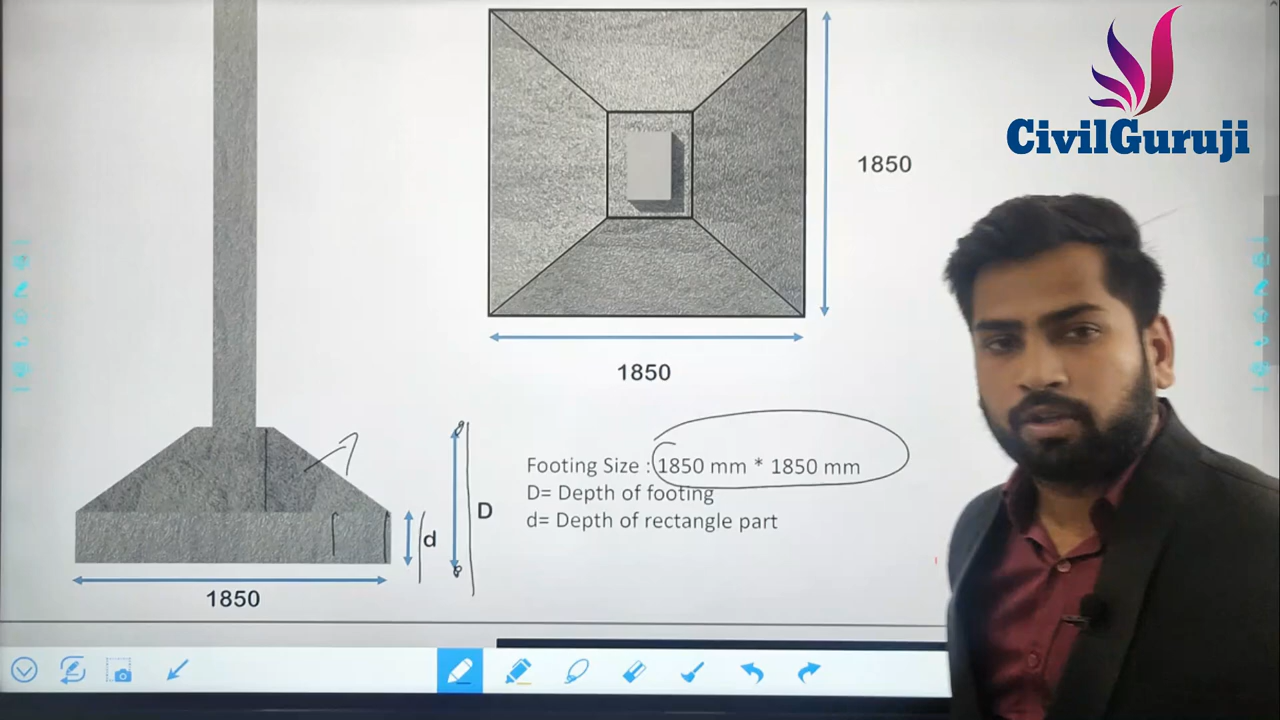 CivilGuruji
1850
1850
Footing Size : 1850 mm * 1850 mm
D= Depth of footing
d= Depth of rectangle part
D
d
1850